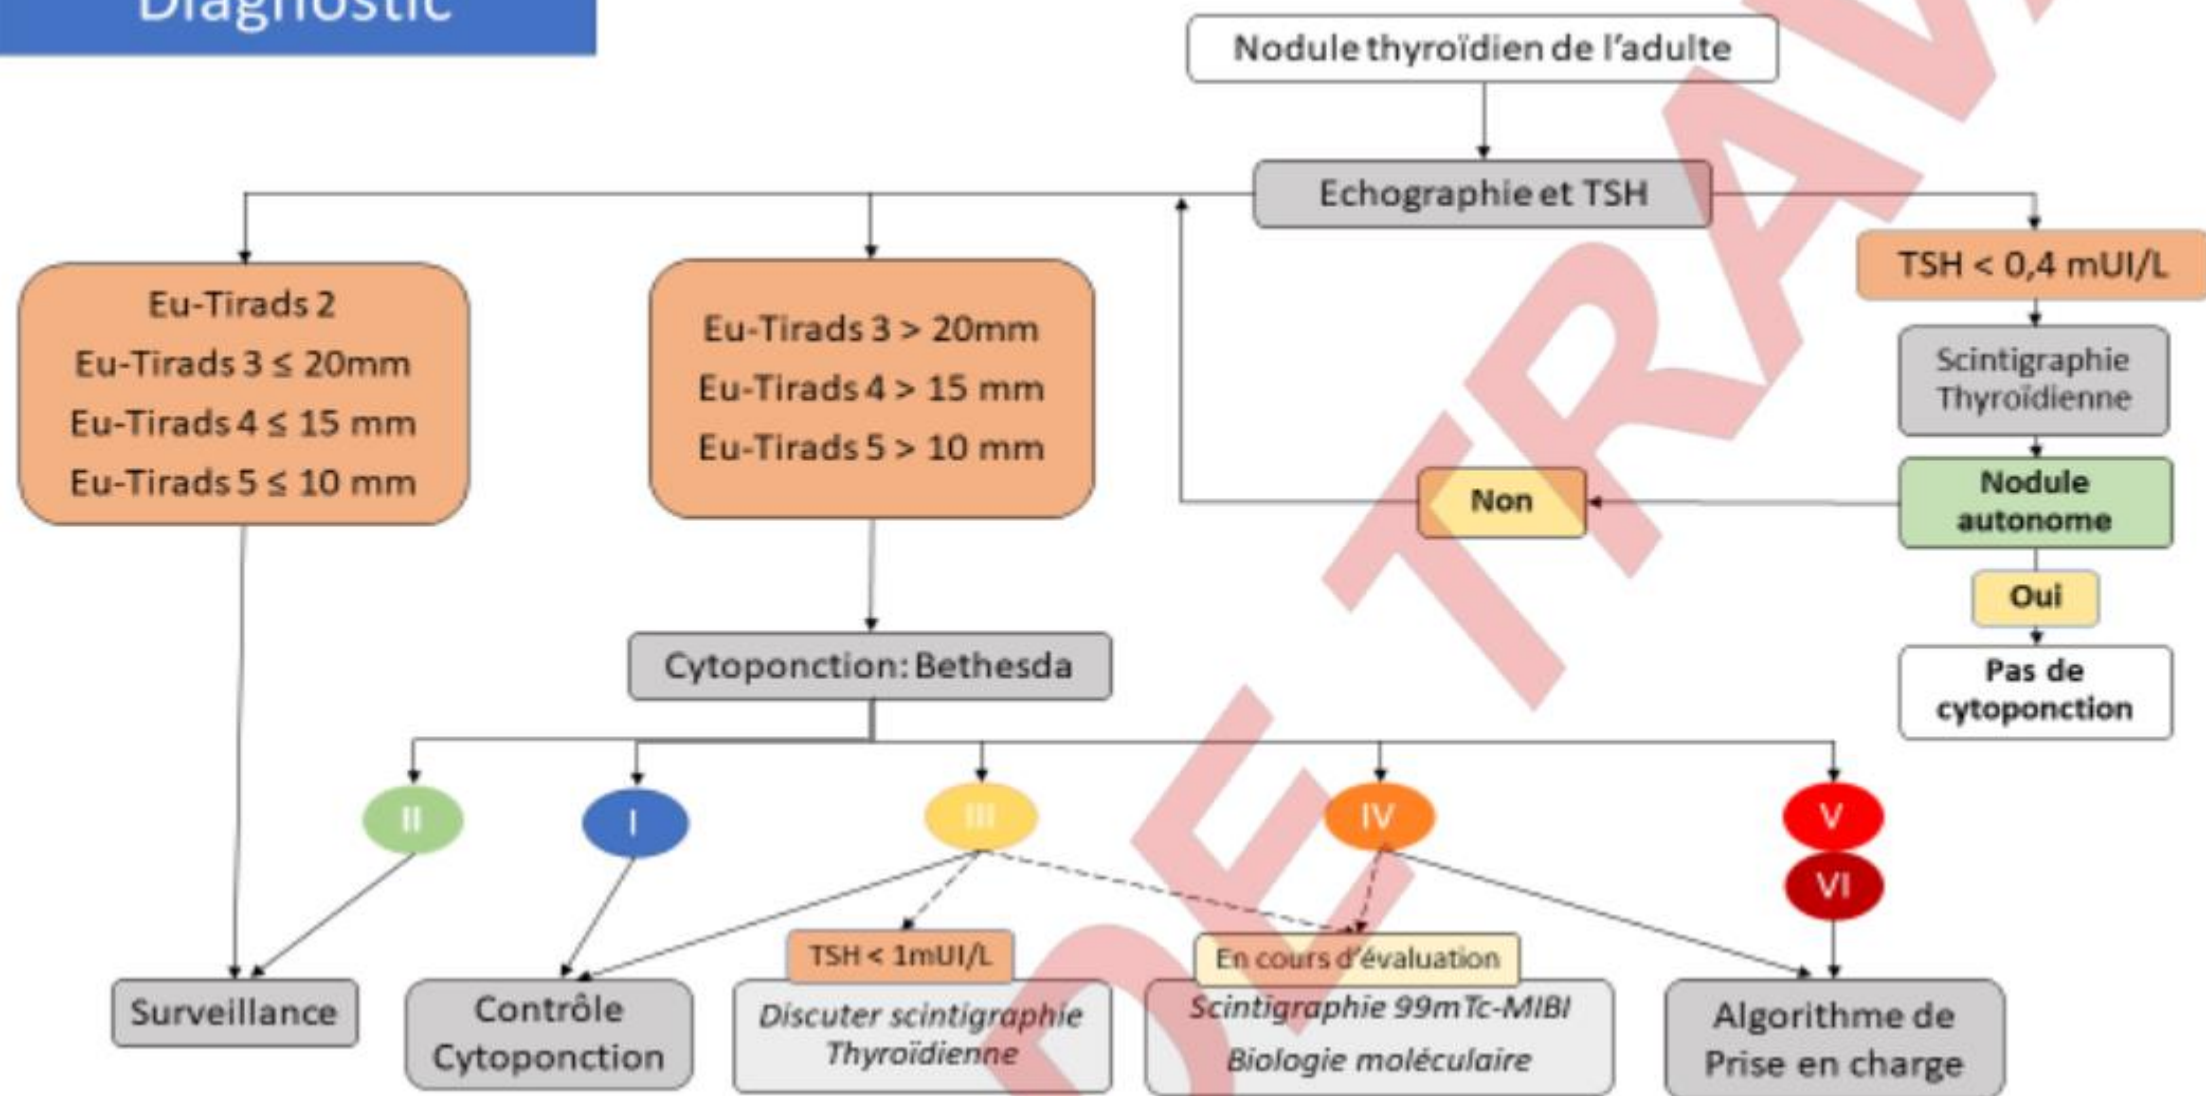 Diagnostic
Nodule thyroïdien de l'adulte
Echographie et TSH
TSH < 0,4 mUI/L
Scintigraphie
Thyroïdienne
Nodule
autonome
Non
Oui
Pas de
cytoponction
Eu-Tirads 2
Eu-Tirads 3 ≤ 20mm
Eu-Tirads 4 ≤ 15 mm
Eu-Tirads 5 ≤ 10 mm
Eu-Tirads 3 > 20mm
Eu-Tirads 4 > 15 mm
Eu-Tirads 5 > 10 mm
Cytoponction: Bethesda
II
I
III
IV
V
VI
Surveillance
Contrôle
Cytoponction
TSH < 1mUI/L
Discuter scintigraphie
Thyroïdienne
En cours d'évaluation
Scintigraphie 99mTc-MIBI
Biologie moléculaire
Algorithme de
Prise en charge
DE TRAV